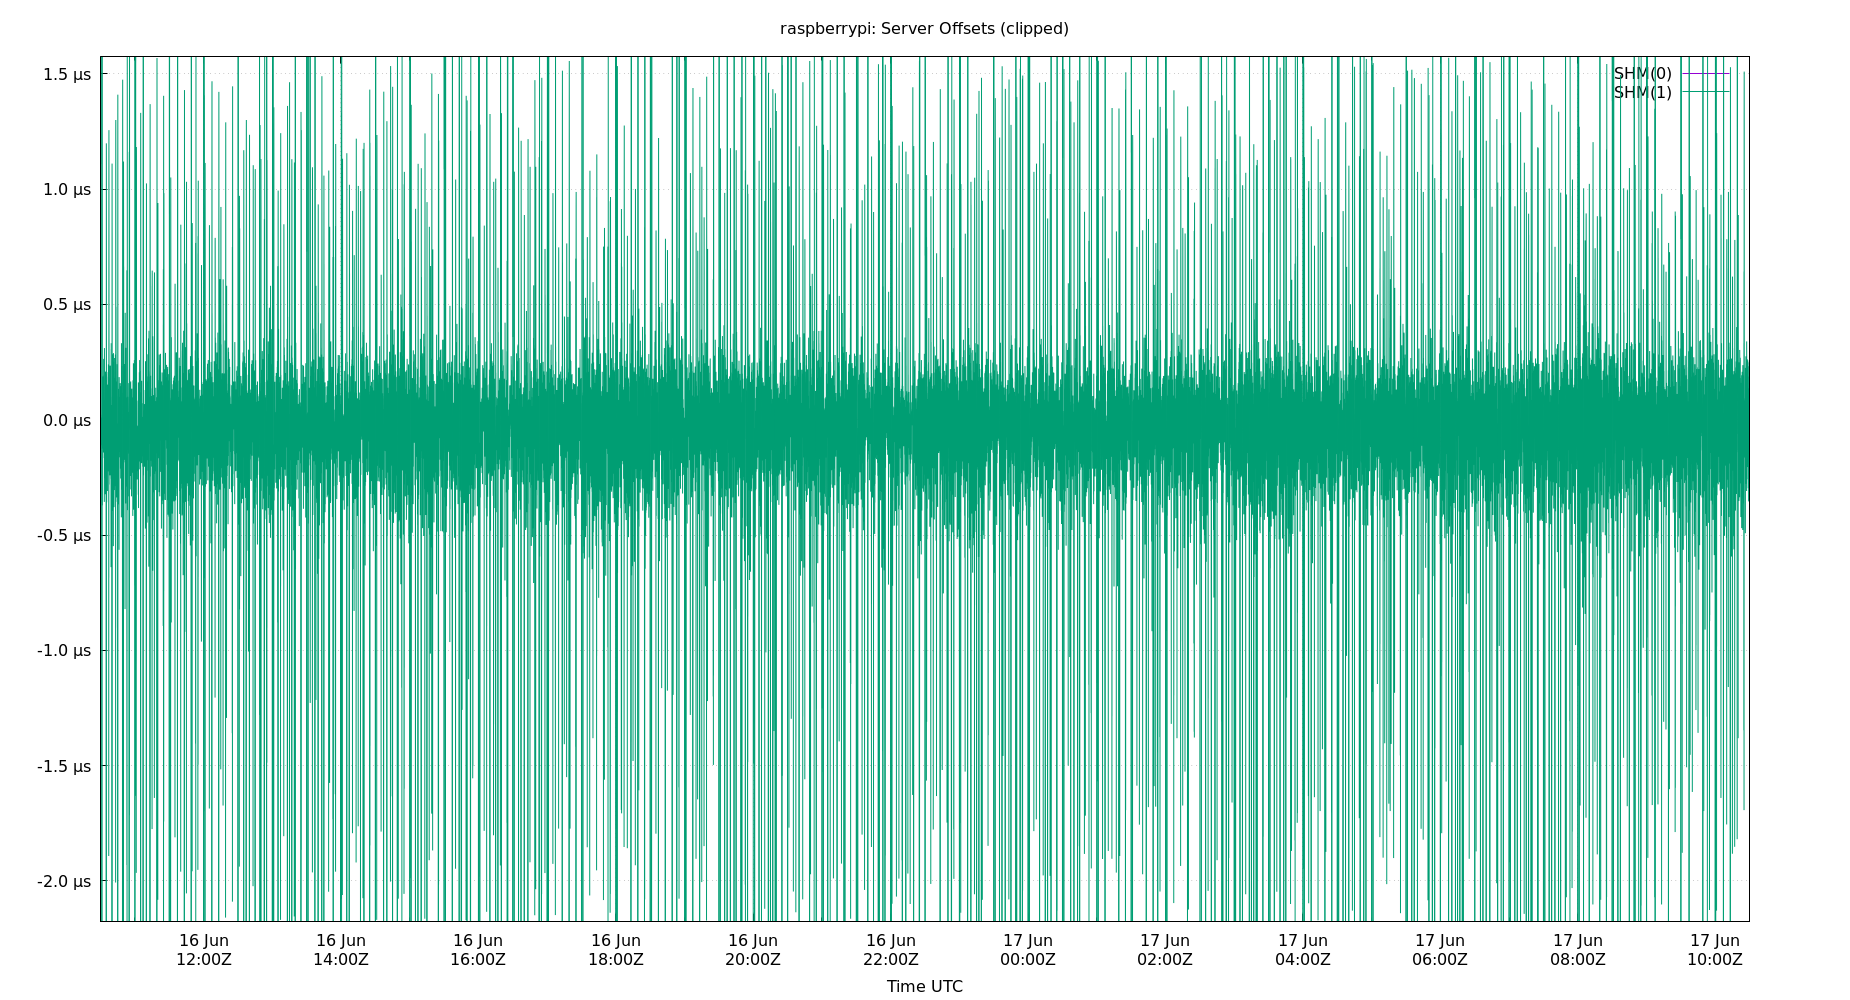 raspberrypi: Server Offsets (clipped)
SHM(0)
SHM(1)
1.5 µs
1.0 µs
0.5 µs
0.0 µs
-0.5 µs
-1.0 µs
-1.5 µs
-2.0 µs
16 Jun 16 Jun 16 Jun 16 Jun 16 Jun 16 Jun 17 Jun 17 Jun 17 Jun 17 Jun 17 Jun 17 Jun
12:00Z 14:00Z 16:00Z 18:00Z 20:00Z 22:00Z 00:00Z 02:00Z 04:00Z 06:00Z 08:00Z 10:00Z
Time UTC